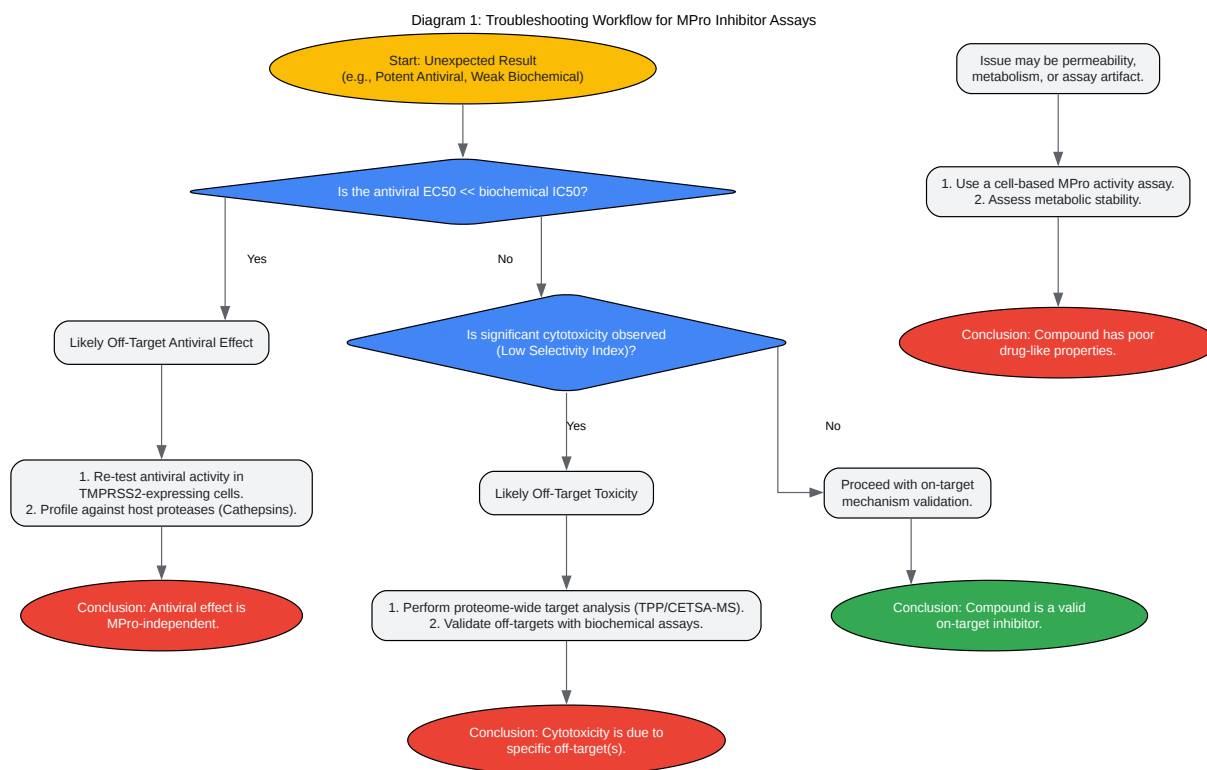 Diagram 1: Troubleshooting Workflow for MPro Inhibitor Assays
Start: Unexpected Result
(e.g., Potent Antiviral, Weak Biochemical)
Issue may be permeability,
metabolism, or assay artifact.
Is the antiviral EC50 << biochemical IC50?
1. Use a cell-based MPro activity assay.
2. Assess metabolic stability.
Yes
No
Likely Off-Target Antiviral Effect
Is significant cytotoxicity observed
(Low Selectivity Index)?
Conclusion: Compound has poor
drug-like properties.
Yes
No
1. Re-test antiviral activity in
TMPRSS2-expressing cells.
2. Profile against host proteases (Cathepsins).
Likely Off-Target Toxicity
Proceed with on-target
mechanism validation.
Conclusion: Antiviral effect is
MPro-independent.
1. Perform proteome-wide target analysis (TPP/CETSA-MS).
2. Validate off-targets with biochemical assays.
Conclusion: Compound is a valid
on-target inhibitor.
Conclusion: Cytotoxicity is due to
specific off-target(s).